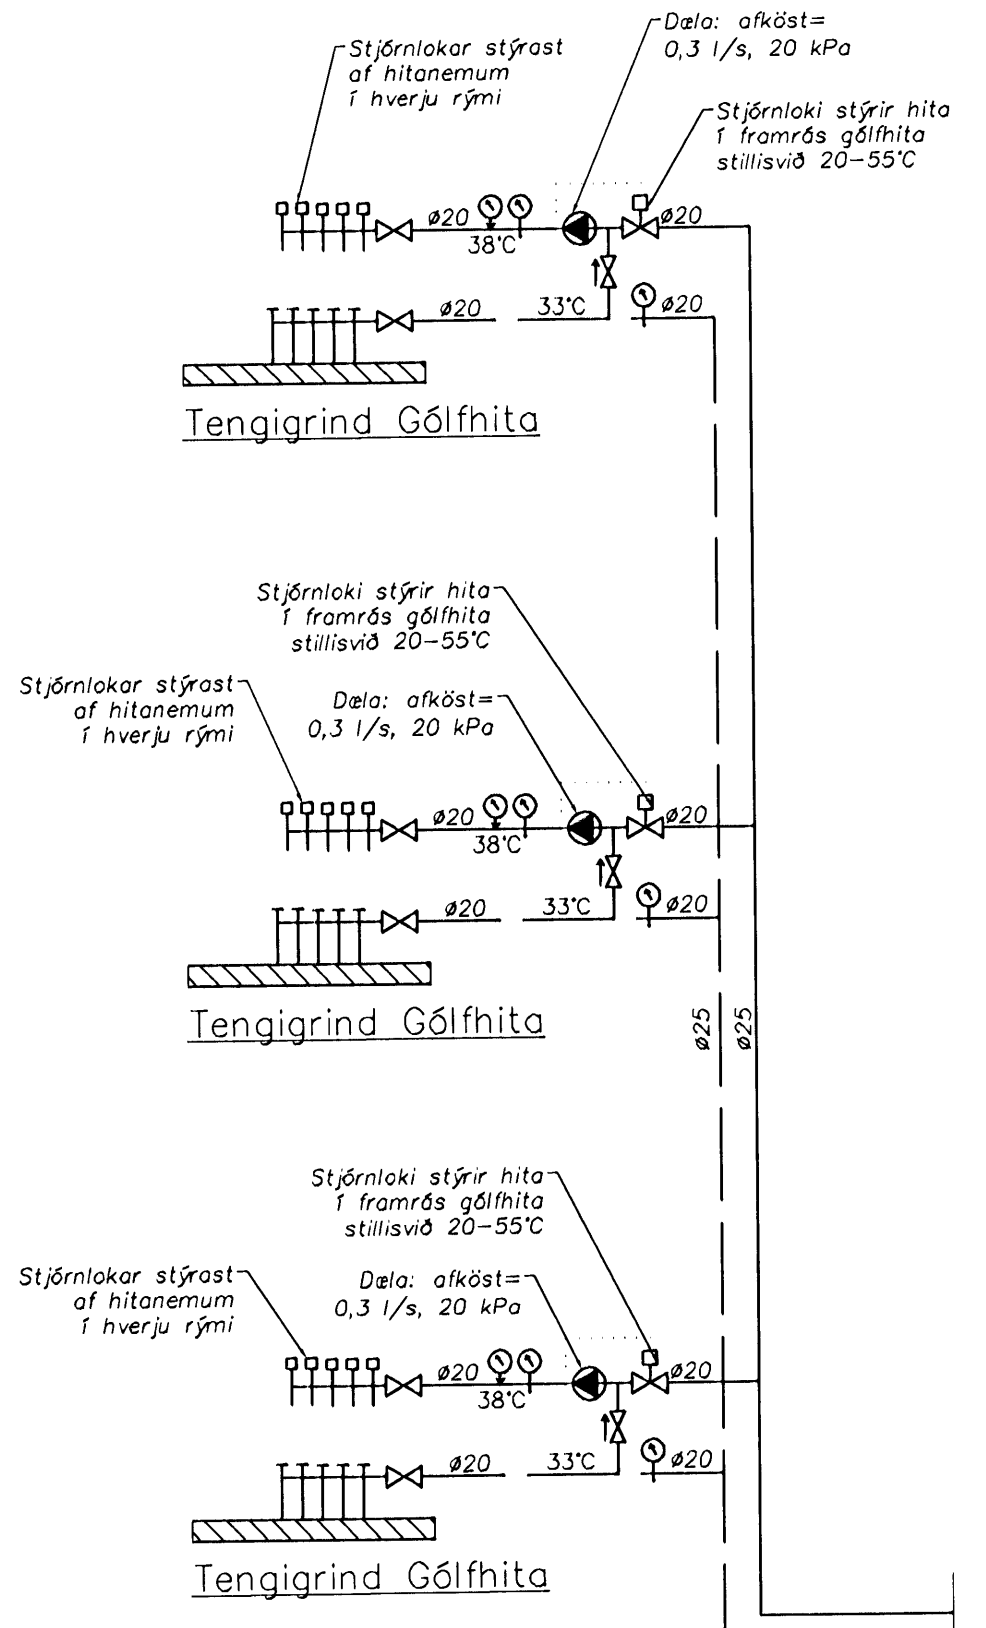 Dæla: afköst=
0,3 l/s, 20 kPa
Stjórnlokar stýrast
af hitanemum
í hverju rými
Stjórnloki stýrir hita
í framrás gólfhita
stillisvið 20-55°C
ø20
ø20
38°C
ø20
33°C
ø20
Tengigrind Gólfhita
Stjórnloki stýrir hita
í framrás gólfhita
stillisvið 20-55°C
Stjórnlokar stýrast
af hitanemum
í hverju rými
Dæla: afköst=
0,3 l/s, 20 kPa
ø20
ø20
38°C
ø20
33°C
ø20
Tengigrind Gólfhita
ø25
ø25
Stjórnloki stýrir hita
í framrás gólfhita
stillisvið 20-55°C
Stjórnlokar stýrast
af hitanemum
í hverju rými
Dæla: afköst=
0,3 l/s, 20 kPa
ø20
ø20
38°C
ø20
33°C
ø20
Tengigrind Gólfhita